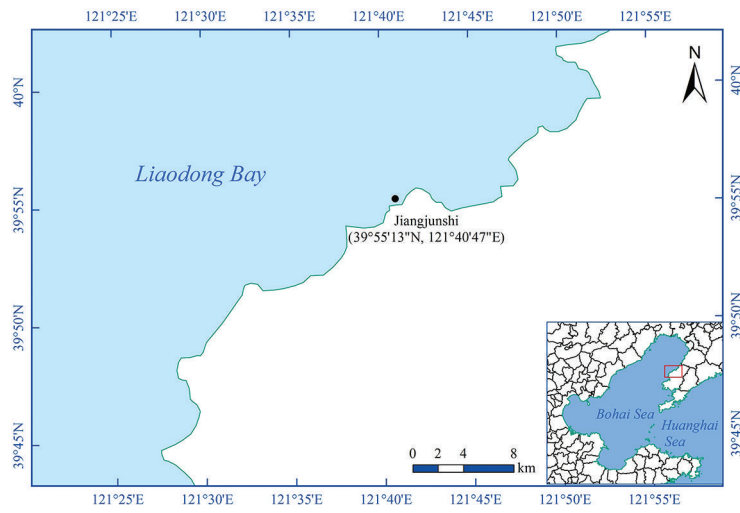 121°25'E 121°30'E 121°35'E 121°40'E 121°45'E 121°50'E 121°55'E
N
40°N 40°N
Liaodong Bay
39°55'N 39°55'N
Jiangjunshi
(39°55'13"N, 121°40'47"E)
39°50'N 39°50'N
Bohai Sea
Huanghai
Sea
39°45'N 39°45'N
0 2 4 8
km
121°25'E 121°30'E 121°35'E 121°40'E 121°45'E 121°50'E 121°55'E